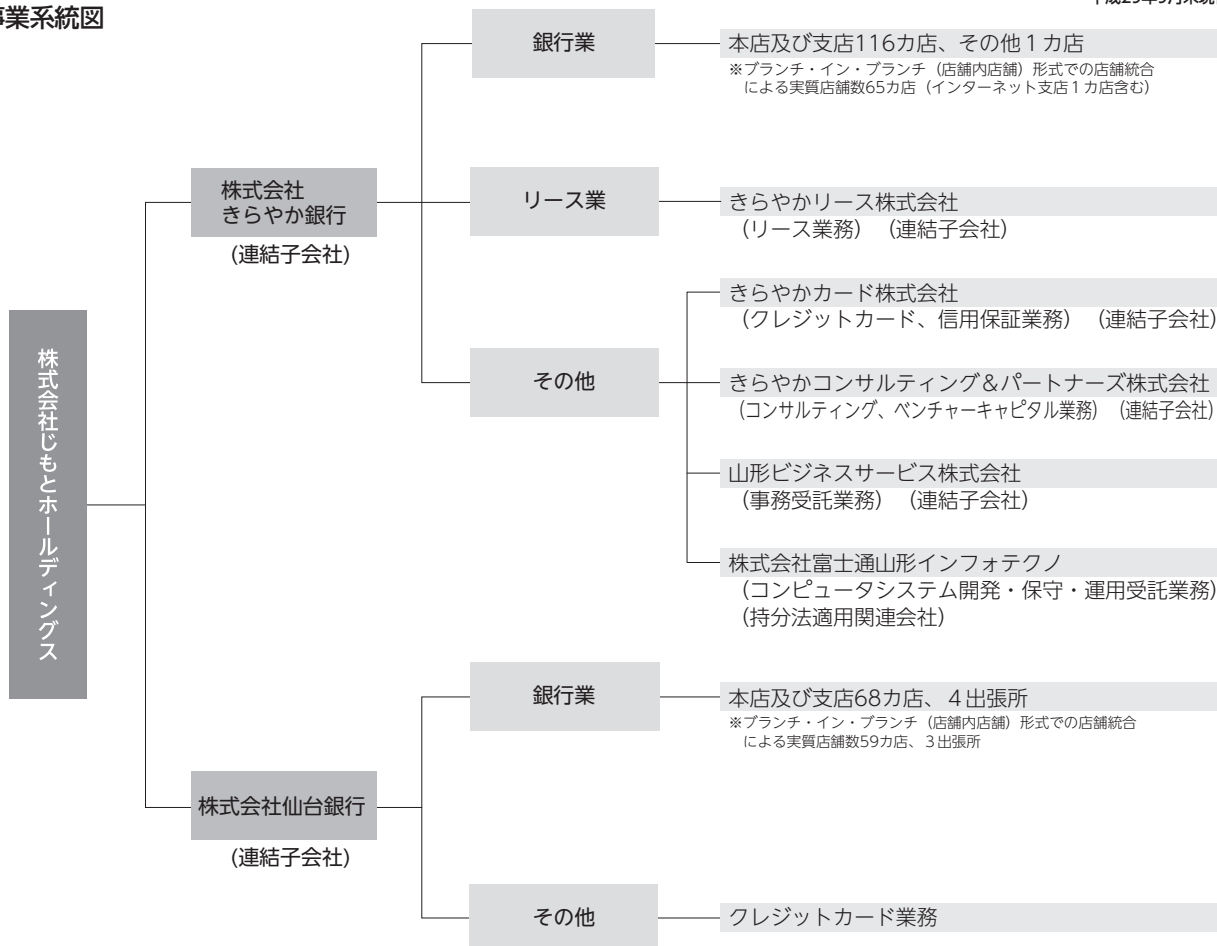 事業系統図
株式会社じもとホールディングス
株式会社
きらやか銀行
(連結子会社)
銀行業
本店及び支店116カ店、その他1カ店
※ブランチ・イン・ブランチ(店舗内店舗)形式での店舗統合
による実質店舗数65カ店(インターネット支店1カ店含む)
リース業
きらやかリース株式会社
(リース業務)(連結子会社)
その他
きらやかカード株式会社
(クレジットカード、信用保証業務)(連結子会社)
きらやかコンサルティング&パートナーズ株式会社
(コンサルティング、ベンチャーキャピタル業務)(連結子会社)
山形ビジネスサービス株式会社
(事務受託業務)(連結子会社)
株式会社富士通山形インフォテクノ
(コンピュータシステム開発・保守・運用受託業務)
(持分法適用関連会社)
株式会社仙台銀行
(連結子会社)
銀行業
本店及び支店68カ店、4出張所
※ブランチ・イン・ブランチ(店舗内店舗)形式での店舗統合
による実質店舗数59カ店、3出張所
その他
クレジットカード業務